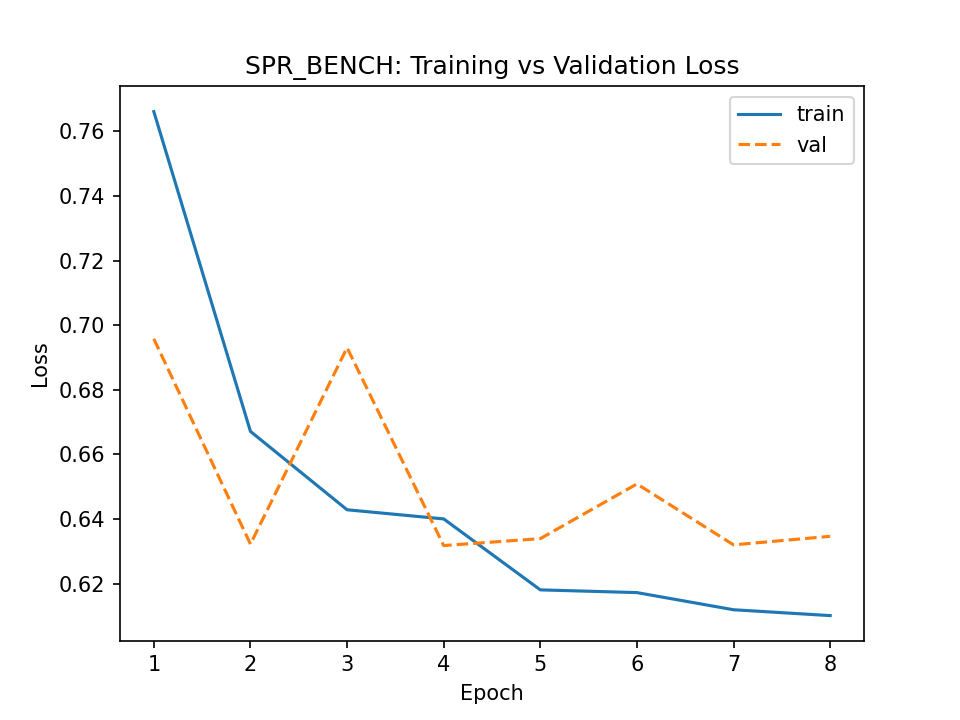 SPR_BENCH: Training vs Validation Loss
train
val
0.76
0.74
0.72
0.70
0.68
0.66
0.64
0.62
Loss
1 2 3 4 5 6 7 8
Epoch